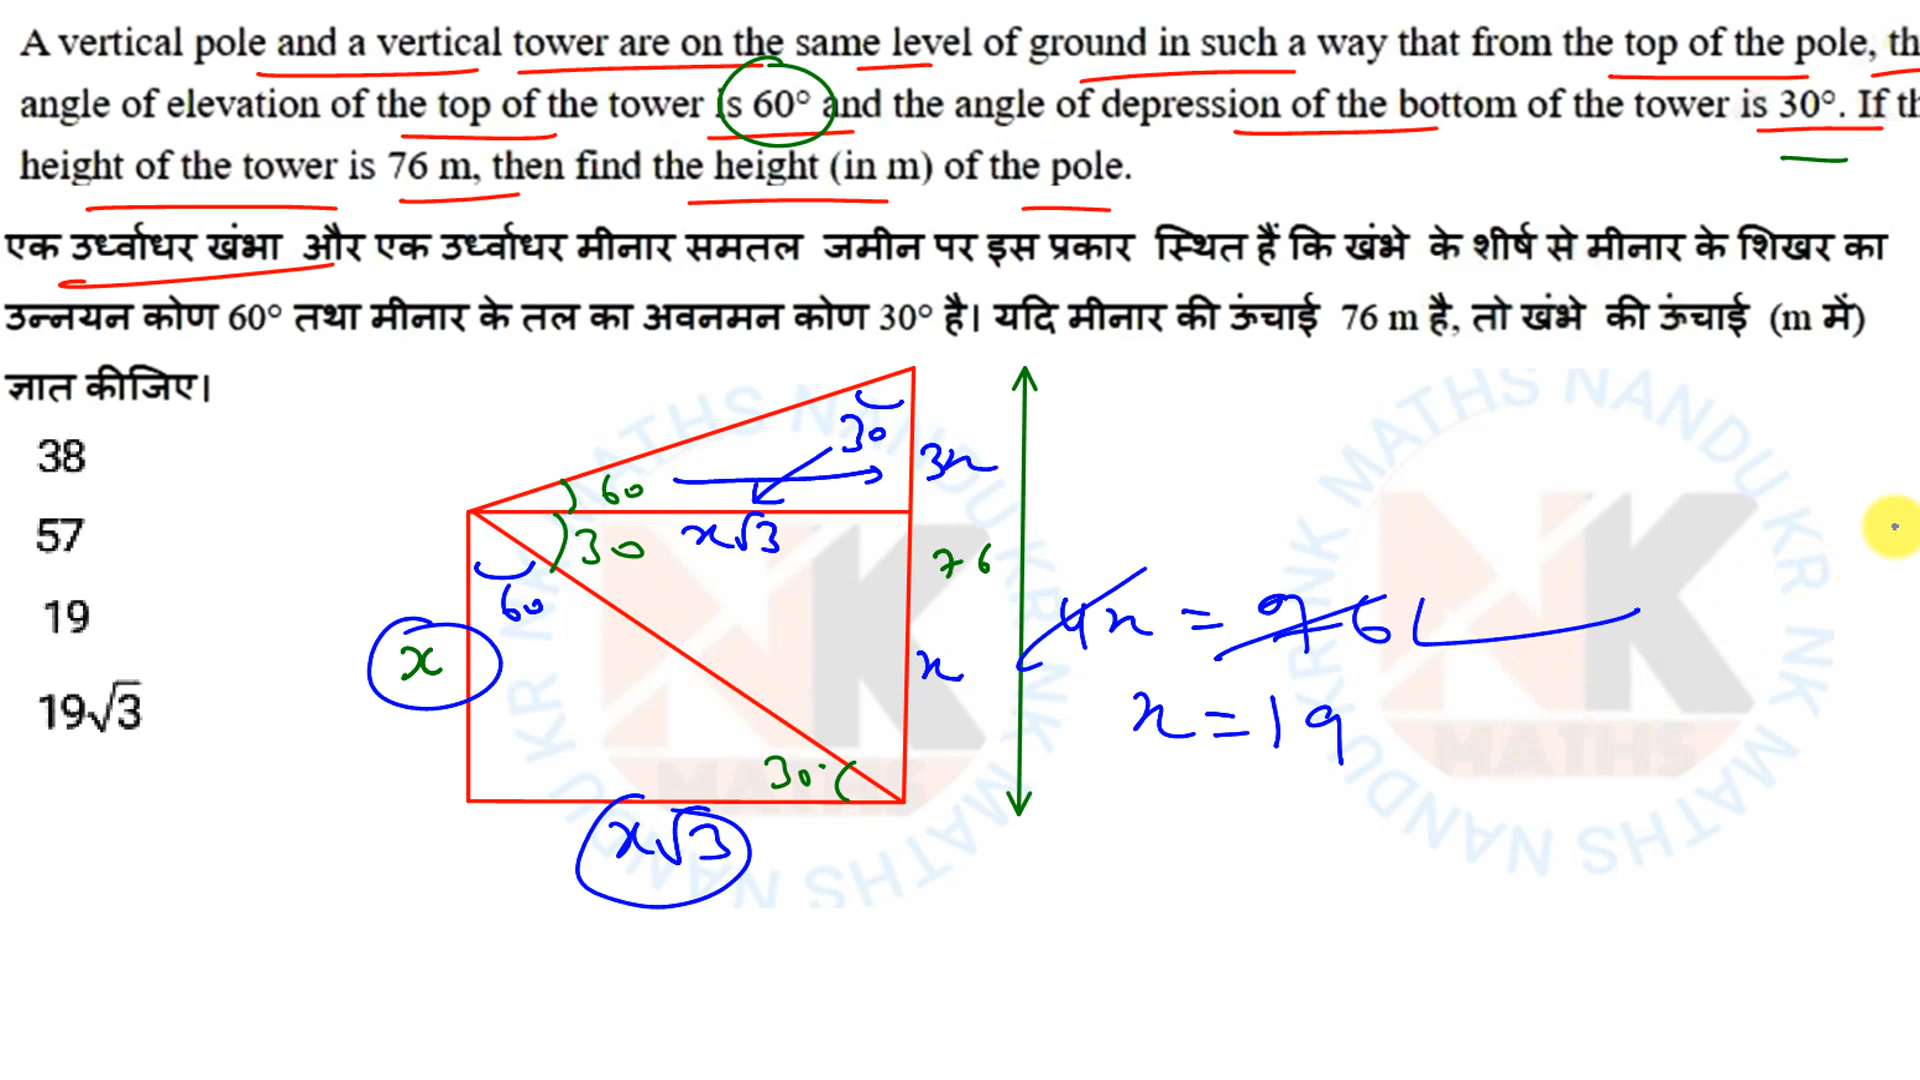 A vertical pole and a vertical tower are on the same level of ground in such a way that from the top of the pole, th
angle of elevation of the top of the tower is 60° and the angle of depression of the bottom of the tower is 30°. If th
height of the tower is 76 m, then find the height (in m) of the pole.
एक उर्ध्वाधर खंभा और एक उर्ध्वाधर मीनार समतल जमीन पर इस प्रकार स्थित हैं कि खंभे के शीर्ष से मीनार के शिखर का
उन्नयन कोण 60° तथा मीनार के तल का अवनमन कोण 30° है। यदि मीनार की ऊंचाई 76 m है, तो खंभे की ऊंचाई (m में)
ज्ञात कीजिए।
38
57
19
19√3
30
3x
60
x√3
30
76
60
x
x
30°
x√3
4x = 76
x = 19
NK
MATHS
NK
MATHS